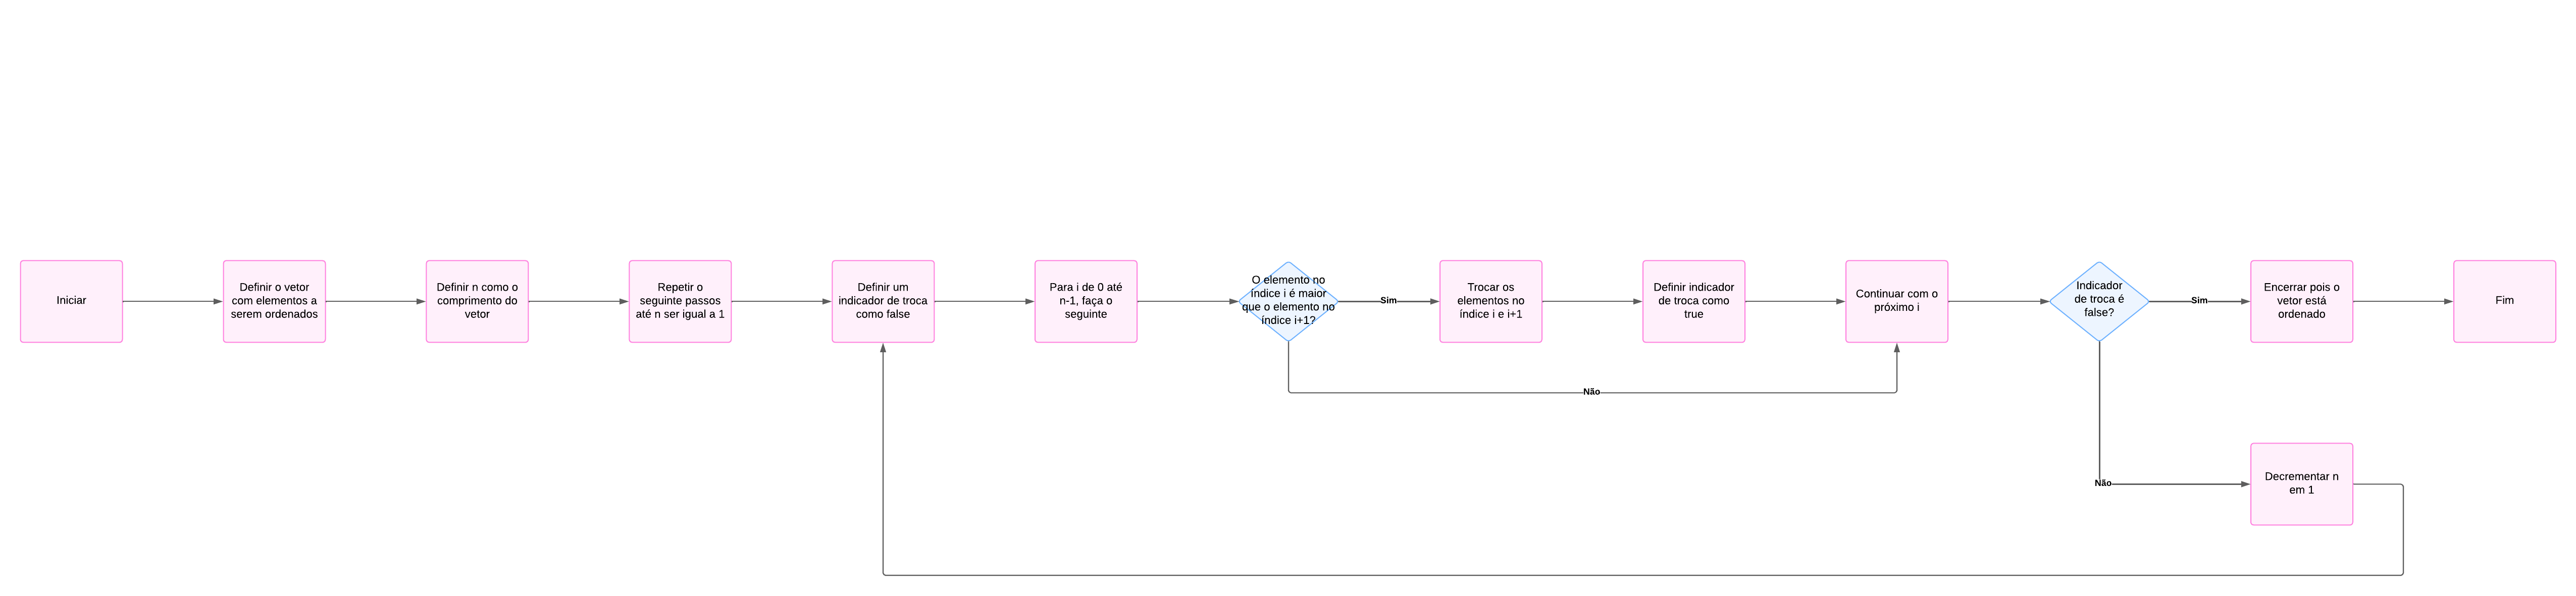 Iniciar
Definir o vetor
com elementos a
serem ordenados
Definir n como o
comprimento do
vetor
Repetir o
seguinte passos
até n ser igual a 1
Definir um
indicador de troca
como false
Para i de 0 até
n-1, faça o
seguinte
O elemento no
índice i é maior
que o elemento no
índice i+1?
Sim
Trocar os
elementos no
índice i e i+1
Definir indicador
de troca como
true
Continuar com o
próximo i
Indicador
de troca é
false?
Sim
Encerrar pois o
vetor está
ordenado
Fim
Não
Não
Decrementar n
em 1